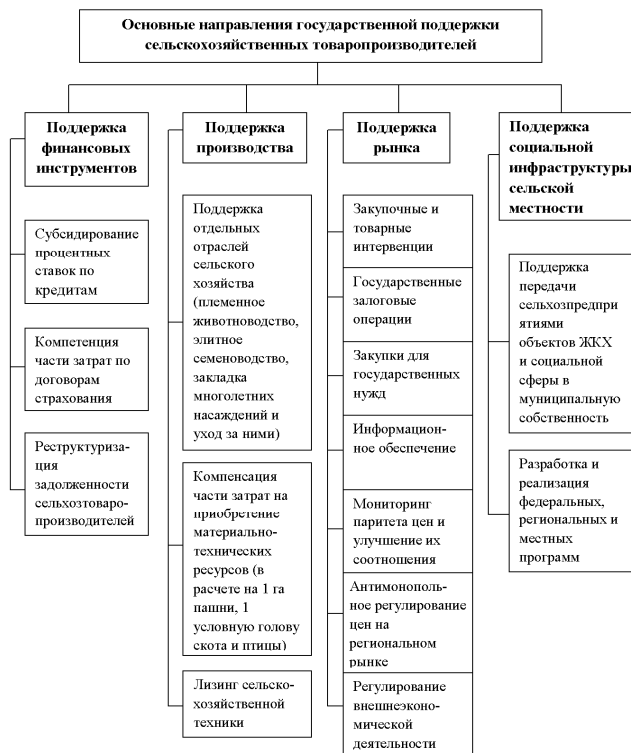 Основные направления государственной поддержки
сельскохозяйственных товаропроизводителей
Поддержка
финансовых
инструментов
Субсидирование
процентных
ставок по
кредитам
Компетенция
части затрат по
договорам
страхования
Реструктуриза-
ция
задолженности
сельхозтоваро-
производителей
Поддержка
производства
Поддержка
отдельных
отраслей
сельского
хозяйства
(племенное
животноводство,
элитное
семеноводство,
закладка
многолетних
насаждений и
уход за ними)
Компенсация
части затрат на
приобретение
материально-
технических
ресурсов (в
расчете на 1 га
пашни, 1
условную голову
скота и птицы)
Лизинг сельско-
хозяйственной
техники
Поддержка
рынка
Закупочные и
товарные
интервенции
Государственные
залоговые
операции
Закупки для
государственных
нужд
Информацион-
ное обеспечение
Мониторинг
паритета цен и
улучшение их
соотношения
Антимонополь-
ное регулирование
цен на
региональном
рынке
Регулирование
внешнеэконо-
мической
деятельности
Поддержка
социальной
инфраструктуры
сельской
местности
Поддержка
передачи
сельхозпредпри
ятиями
объектов ЖКХ
и социальной
сферы в
муниципальную
собственность
Разработка и
реализация
федеральных,
региональных и
местных
программ